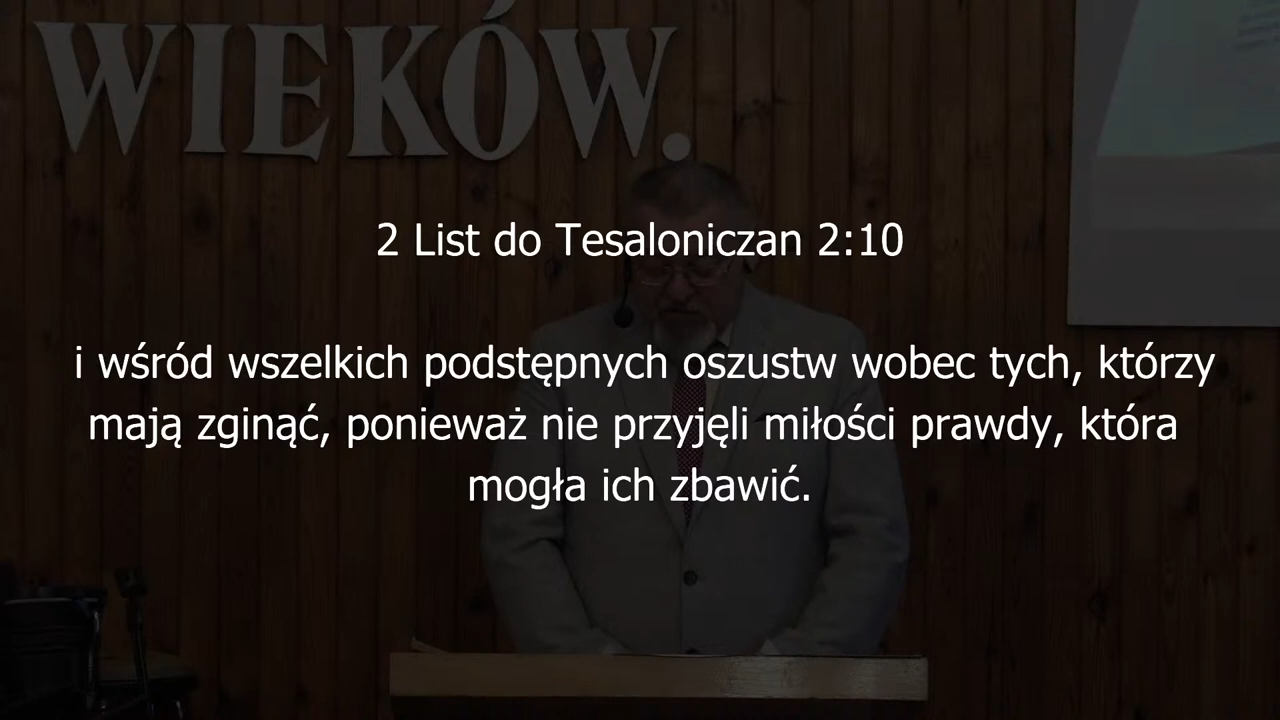 WIEKÓW.
2 List do Tesaloniczan 2:10
i wśród wszelkich podstępnych oszustw wobec tych, którzy
mają zginąć, ponieważ nie przyjęli miłości prawdy, która
mogła ich zbawić.